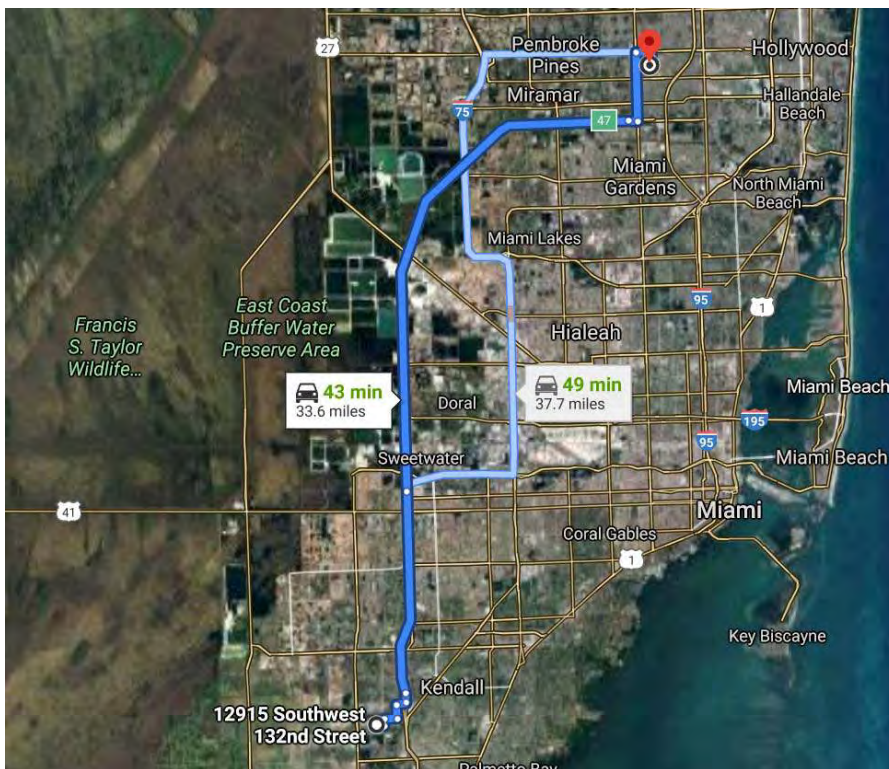 27
Pembroke
Pines
Hollywood
Miramar
Hallandale
Beach
75
47
Miami
Gardens
North Miami
Beach
Miami Lakes
East Coast
Buffer Water
Preserve Area
95
1
Francis
S. Taylor
Wildlife...
Hialeah
43 min
33.6 miles
49 min
37.7 miles
Doral
Miami Beach
195
95
Sweetwater
Miami Beach
41
Miami
Coral Gables
1
Key Biscayne
Kendall
12915 Southwest
132nd Street
Palmetto Bay